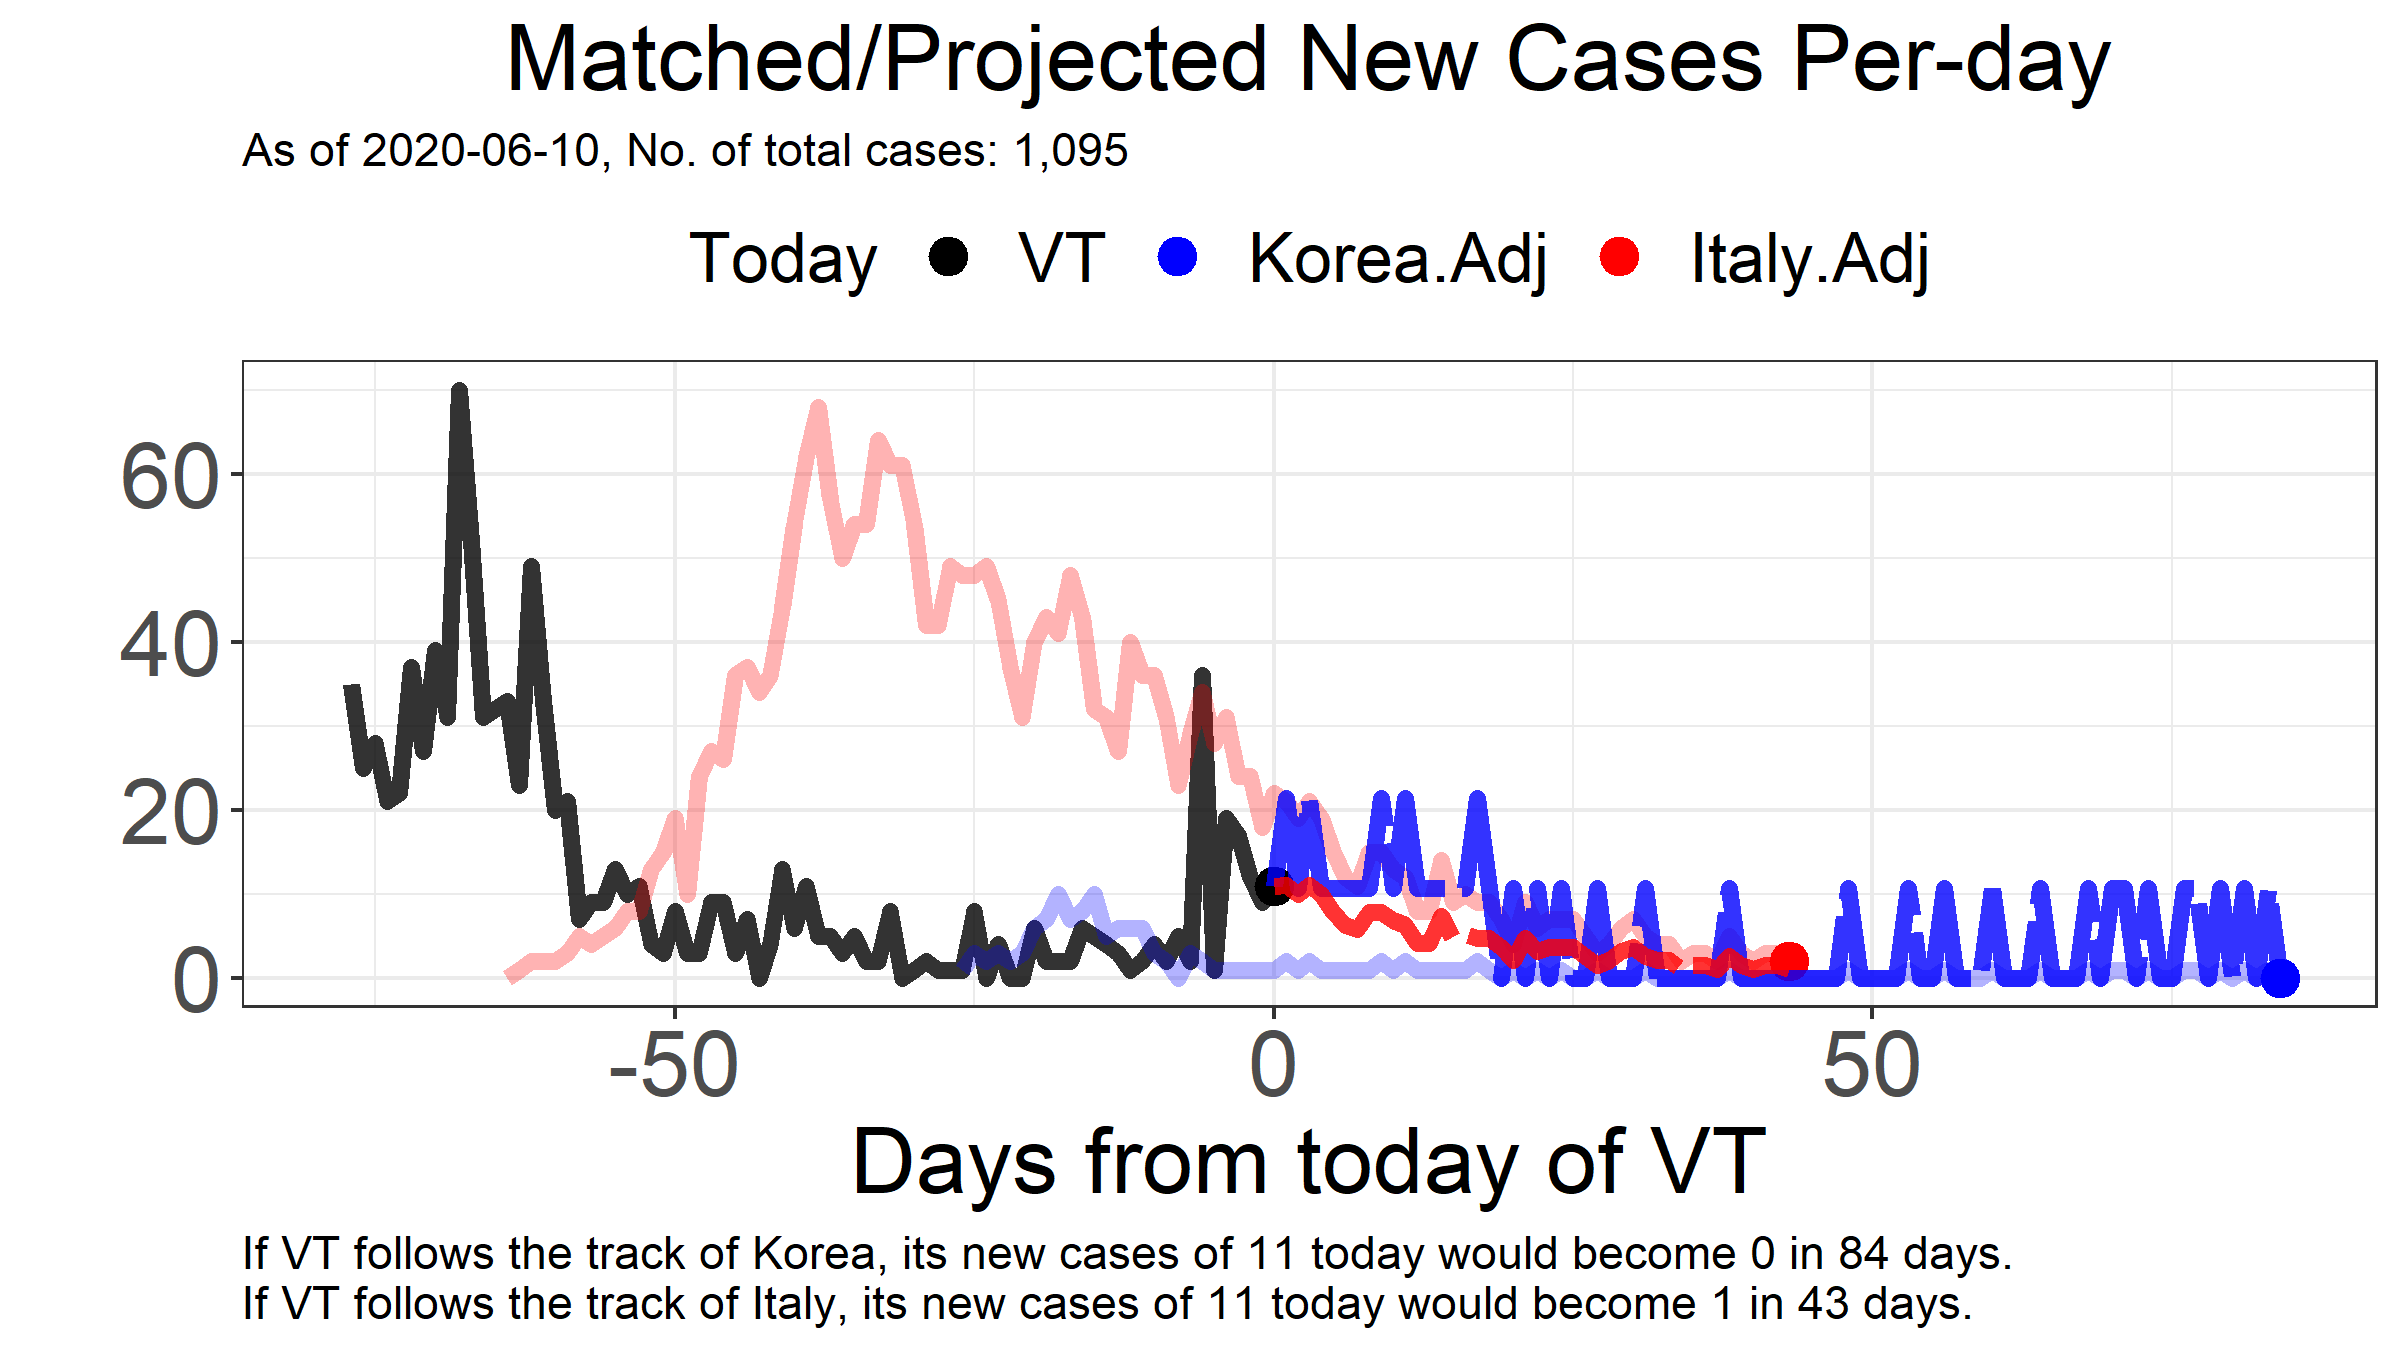 Matched/Projected New Cases Per-day
As of 2020-06-10, No. of total cases: 1,095
Today VT Korea.Adj Italy.Adj
60
40
20
0
-50 0 50
Days from today of VT
If VT follows the track of Korea, its new cases of 11 today would become 0 in 84 days.
If VT follows the track of Italy, its new cases of 11 today would become 1 in 43 days.